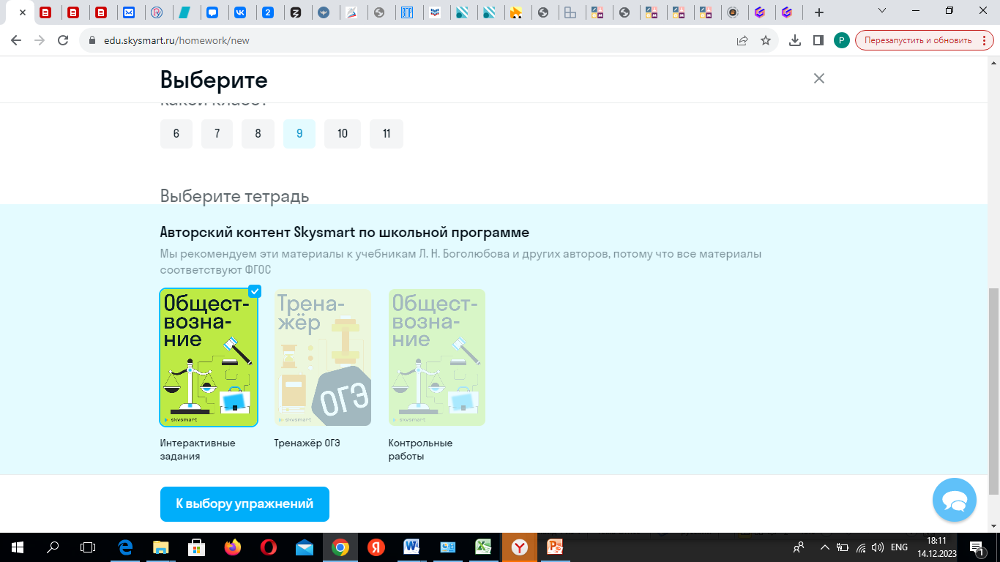 edu.skysmart.ru/homework/new
Перезапустить и обновить
Выберите
какой класс?
6 7 8 9 10 11
Выберите тетрадь
Авторский контент Skysmart по школьной программе
Мы рекомендуем эти материалы к учебникам Л. Н. Боголюбова и других авторов, потому что все материалы
соответствуют ФГОС
Общест-
возна-
ние
skysmart
Трена-
жёр
ОГЭ
skysmart
Общест-
возна-
ние
skysmart
Интерактивные
задания
Тренажёр ОГЭ
Контрольные
работы
К выбору упражнений
ENG
18:11
14.12.2023